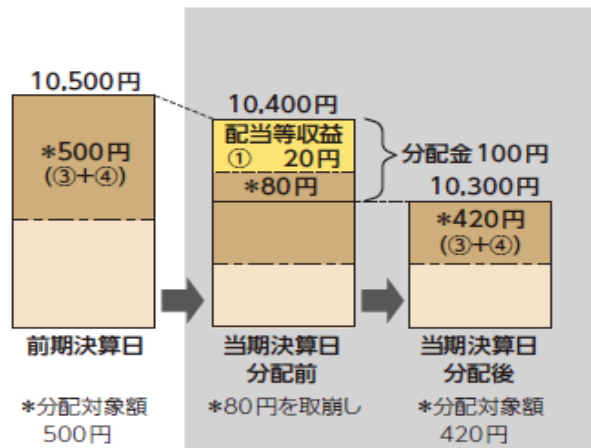 10,500円
*500円
(③+④)
前期決算日
*分配対象額
500円
10,400円
配当等収益
① 20円
*80円
分配金100円
当期決算日
分配前
*80円を取崩し
10,300円
*420円
(③+④)
当期決算日
分配後
*分配対象額
420円